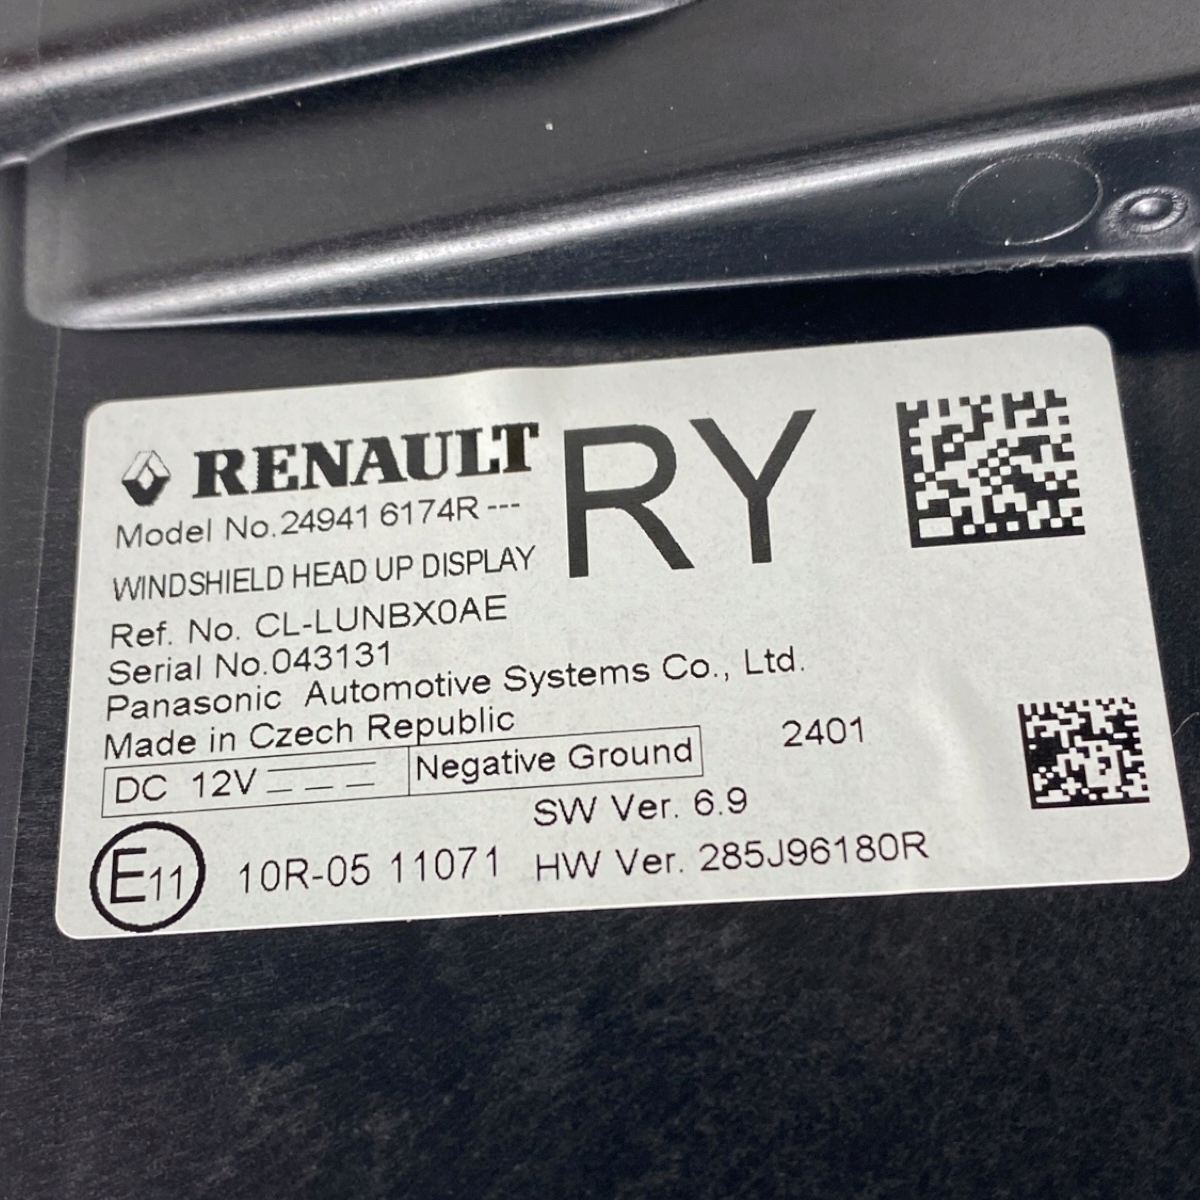 RENAULT RY
Model No.24941 6174R ---
WINDSHIELD HEAD UP DISPLAY
Ref. No. CL-LUNBX0AE
Serial No.043131
Panasonic Automotive Systems Co., Ltd.
Made in Czech Republic
2401
DC 12V Negative Ground
SW Ver. 6.9
E11 10R-05 11071 HW Ver. 285J96180R